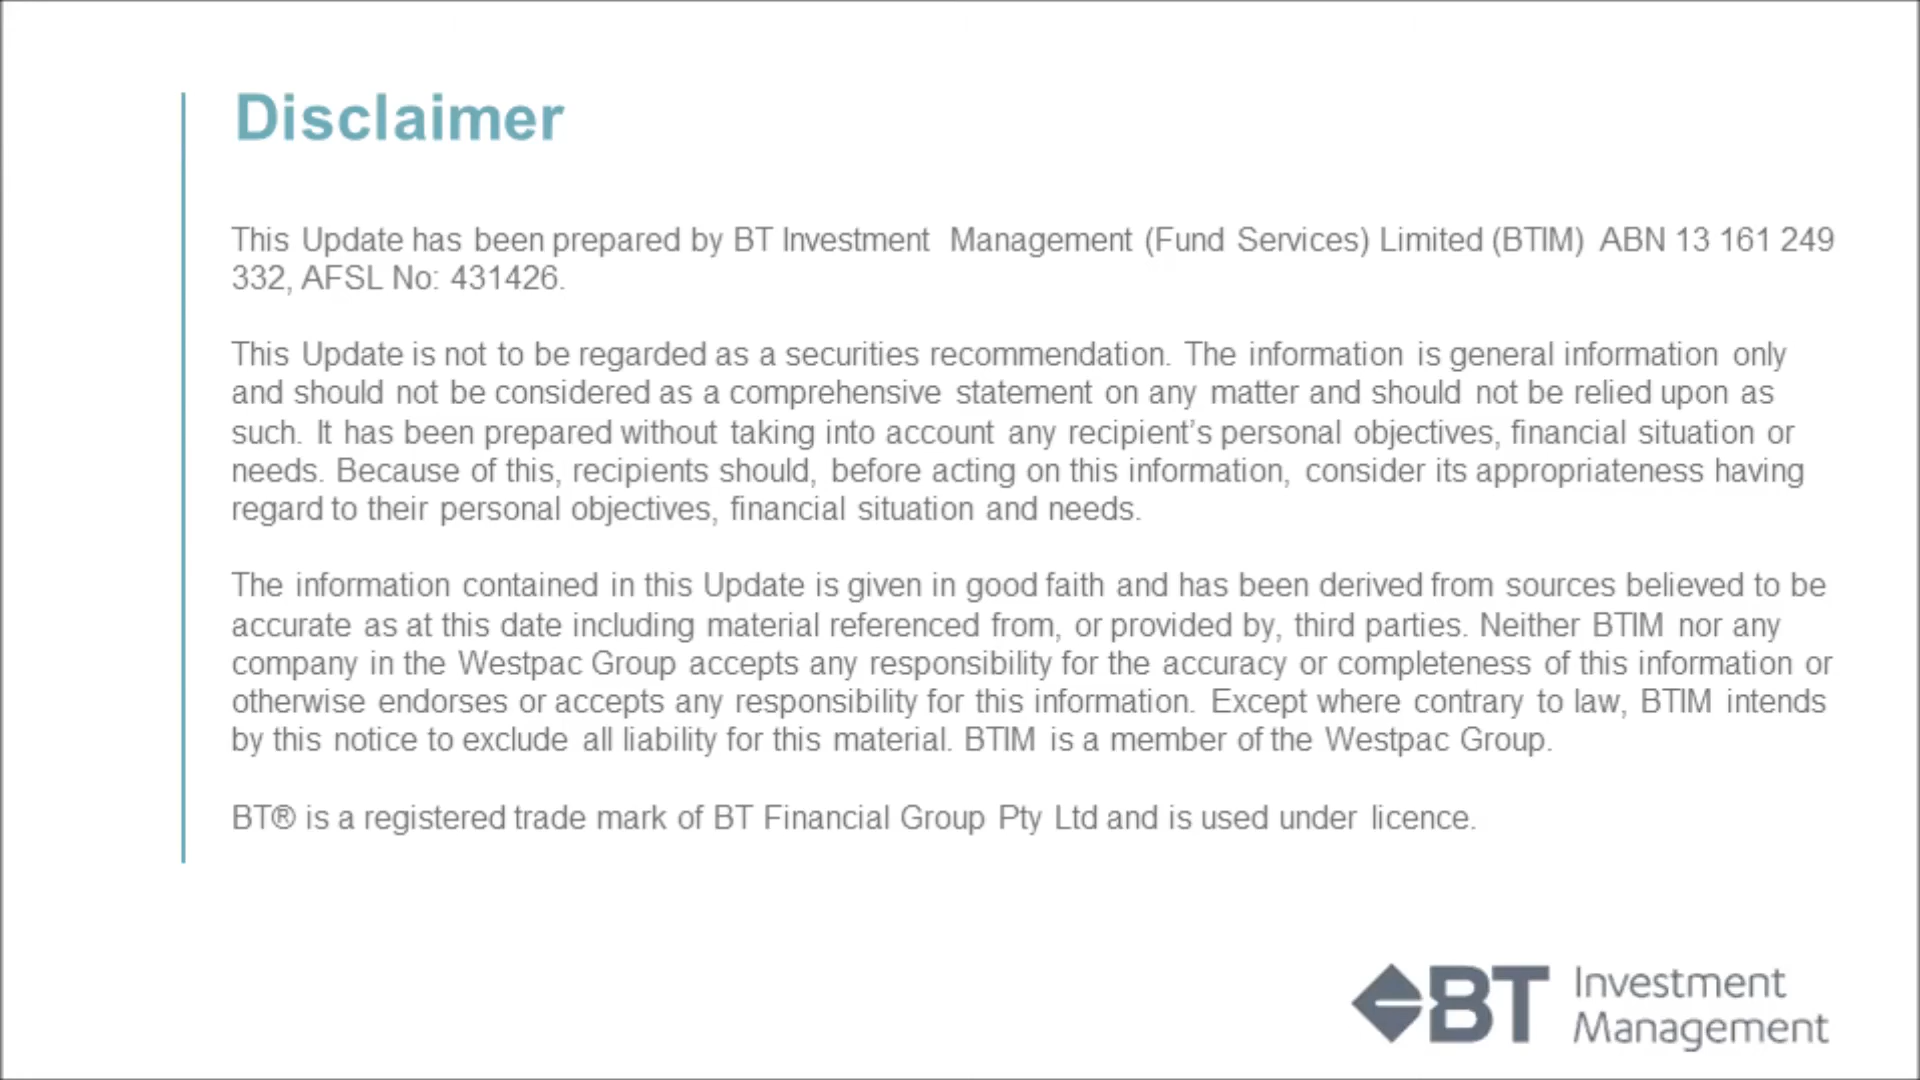 Disclaimer
This Update has been prepared by BT Investment Management (Fund Services) Limited (BTIM) ABN 13 161 249
332, AFSL No: 431426.
This Update is not to be regarded as a securities recommendation. The information is general information only
and should not be considered as a comprehensive statement on any matter and should not be relied upon as
such. It has been prepared without taking into account any recipient’s personal objectives, financial situation or
needs. Because of this, recipients should, before acting on this information, consider its appropriateness having
regard to their personal objectives, financial situation and needs.
The information contained in this Update is given in good faith and has been derived from sources believed to be
accurate as at this date including material referenced from, or provided by, third parties. Neither BTIM nor any
company in the Westpac Group accepts any responsibility for the accuracy or completeness of this information or
otherwise endorses or accepts any responsibility for this information. Except where contrary to law, BTIM intends
by this notice to exclude all liability for this material. BTIM is a member of the Westpac Group.
BT® is a registered trade mark of BT Financial Group Pty Ltd and is used under licence.
BT Investment
Management